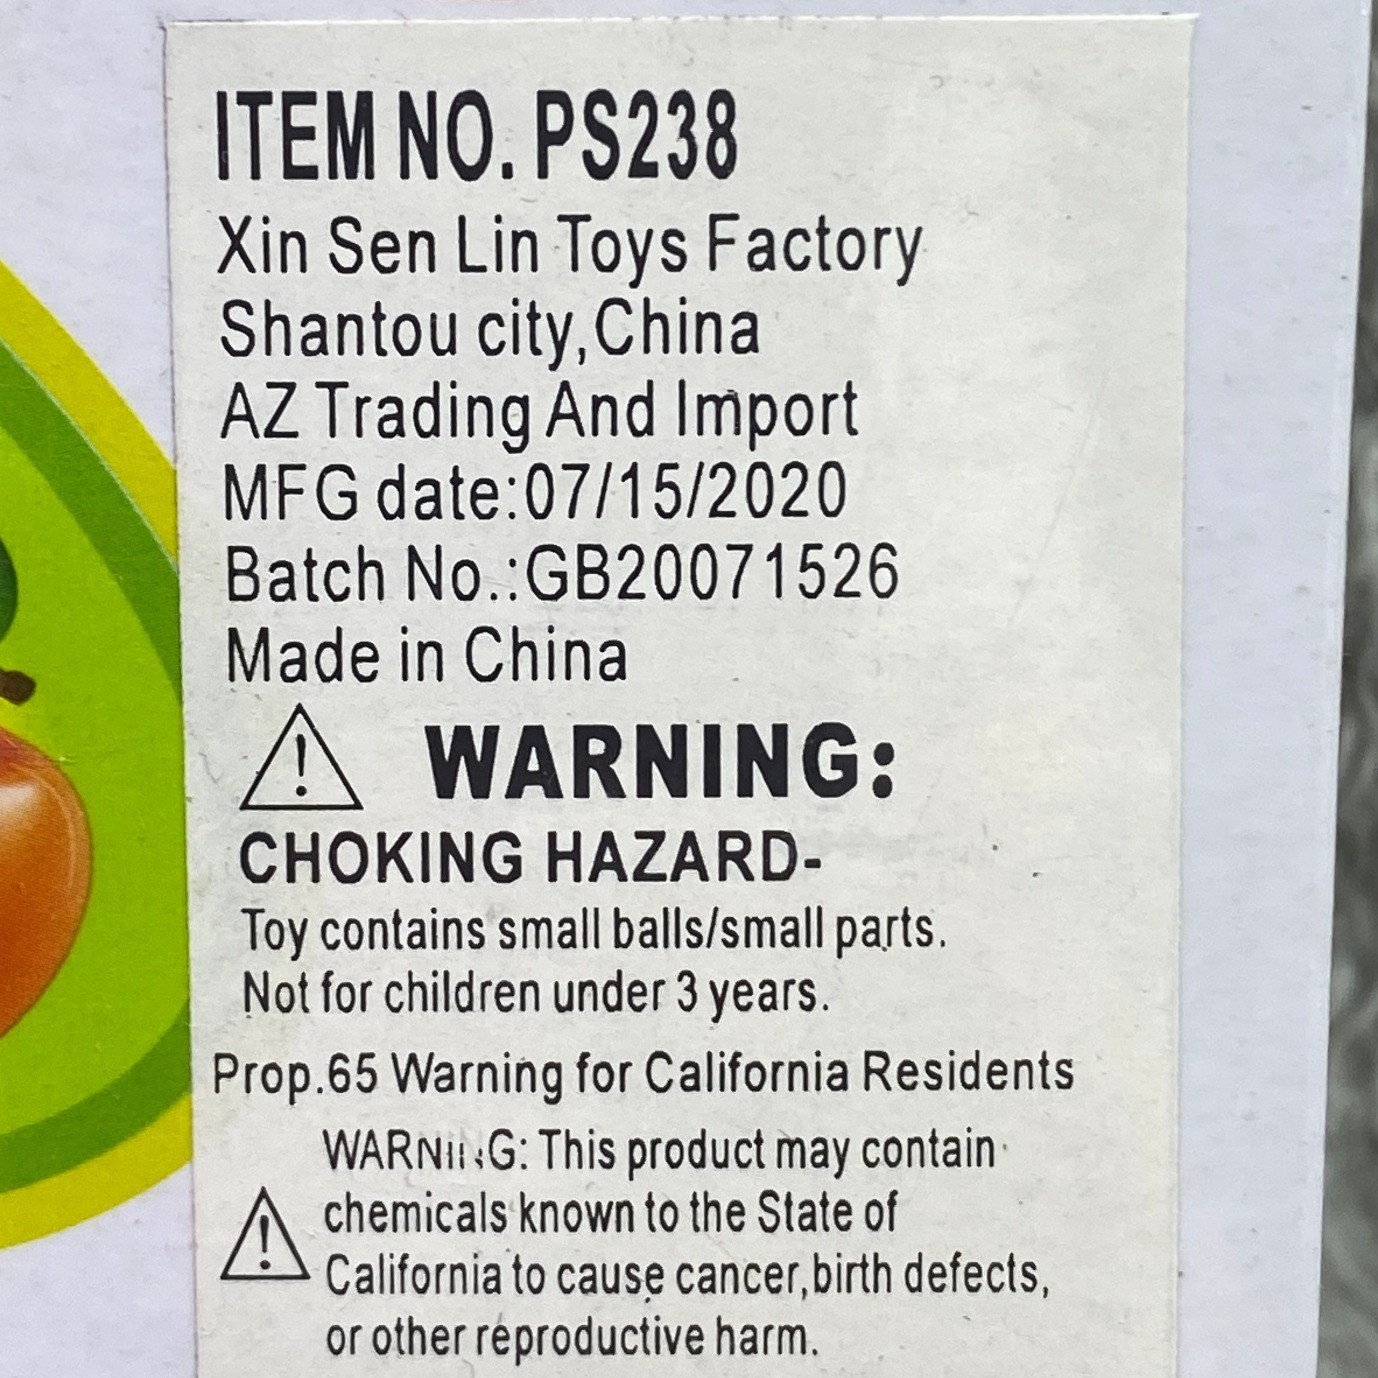 ITEM NO. PS238
Xin Sen Lin Toys Factory
Shantou city,China
AZ Trading And Import
MFG date:07/15/2020
Batch No.:GB20071526
Made in China
WARNING:
CHOKING HAZARD-
Toy contains small balls/small parts.
Not for children under 3 years.
Prop.65 Warning for California Residents
WARNING: This product may contain
chemicals known to the State of
California to cause cancer,birth defects,
or other reproductive harm.